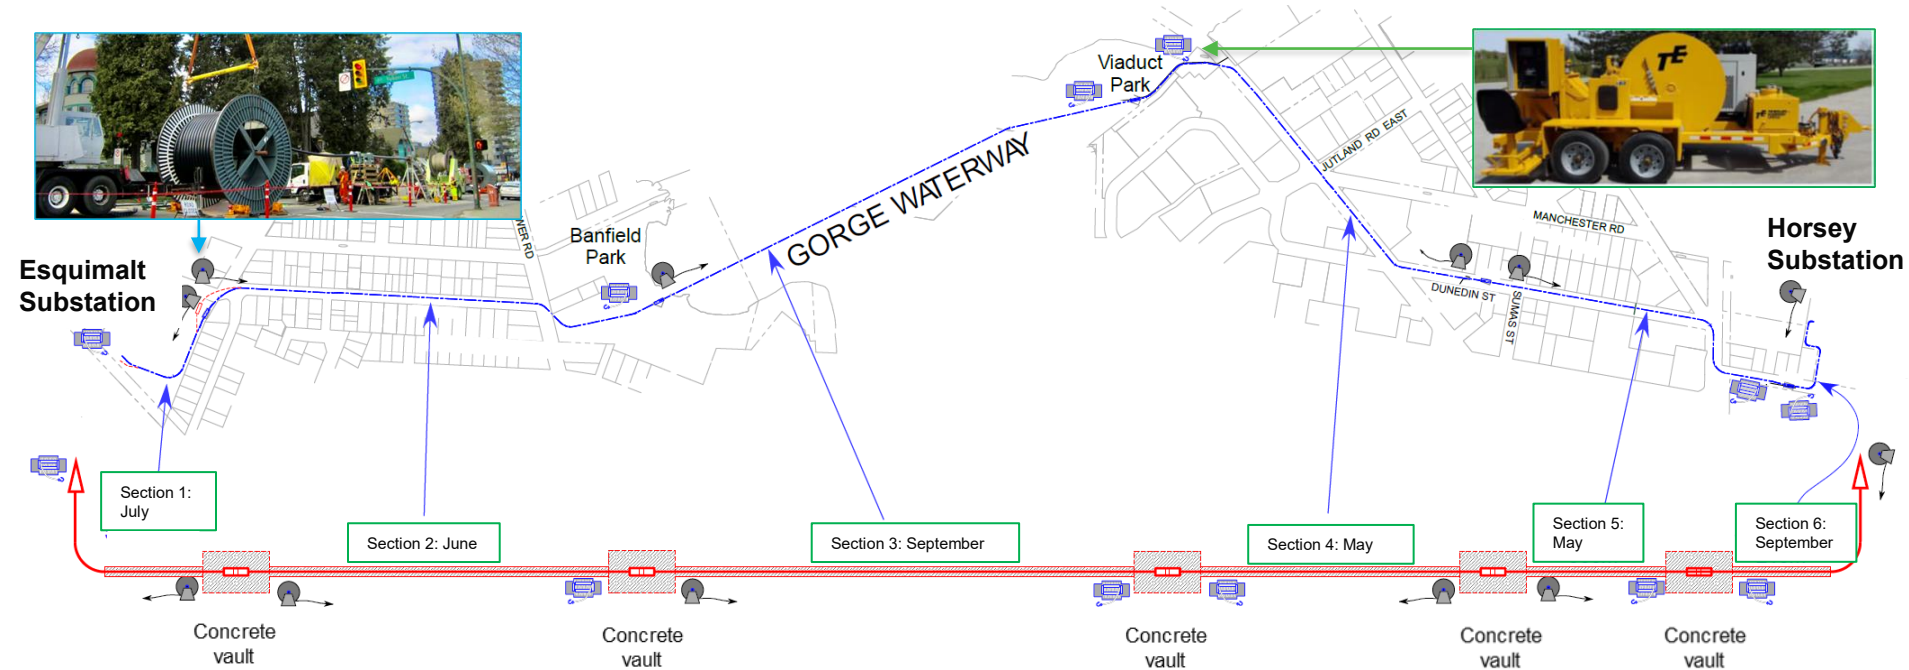 Viaduct
Park
JUTLAND RD EAST
GORGE WATERWAY
MANCHESTER RD
WER RD
Banfield
Park
Horsey
Substation
Esquimalt
Substation
DUNEDIN ST
SUMAS ST
TE
Section 1:
July
Section 2: June
Section 3: September
Section 4: May
Section 5:
May
Section 6:
September
Concrete
vault
Concrete
vault
Concrete
vault
Concrete
vault
Concrete
vault